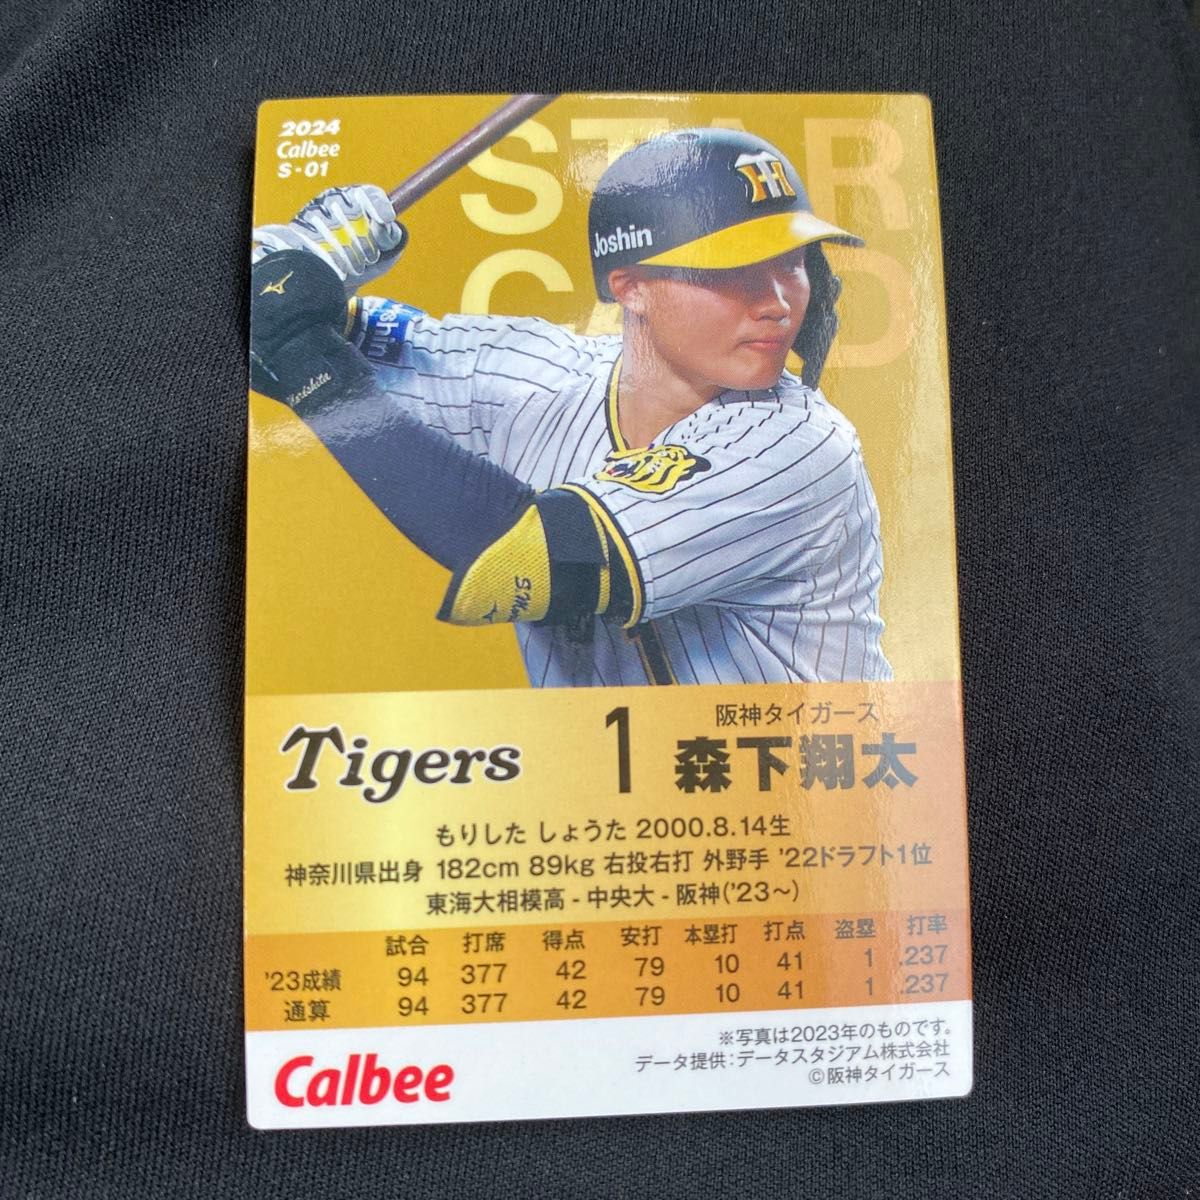 2024
Calbee
S-01
STAR
CARD
Joshin
Morishita
Tigers
1
阪神タイガース
森下翔太
もりした しょうた 2000.8.14生
神奈川県出身 182cm 89kg 右投右打 外野手 '22ドラフト1位
東海大相模高 - 中央大 - 阪神('23～)
試合 打席 得点 安打 本塁打 打点 盗塁 打率
'23成績 94 377 42 79 10 41 1 .237
通算 94 377 42 79 10 41 1 .237
Calbee
※写真は2023年のものです。
データ提供：データスタジアム株式会社
©阪神タイガース